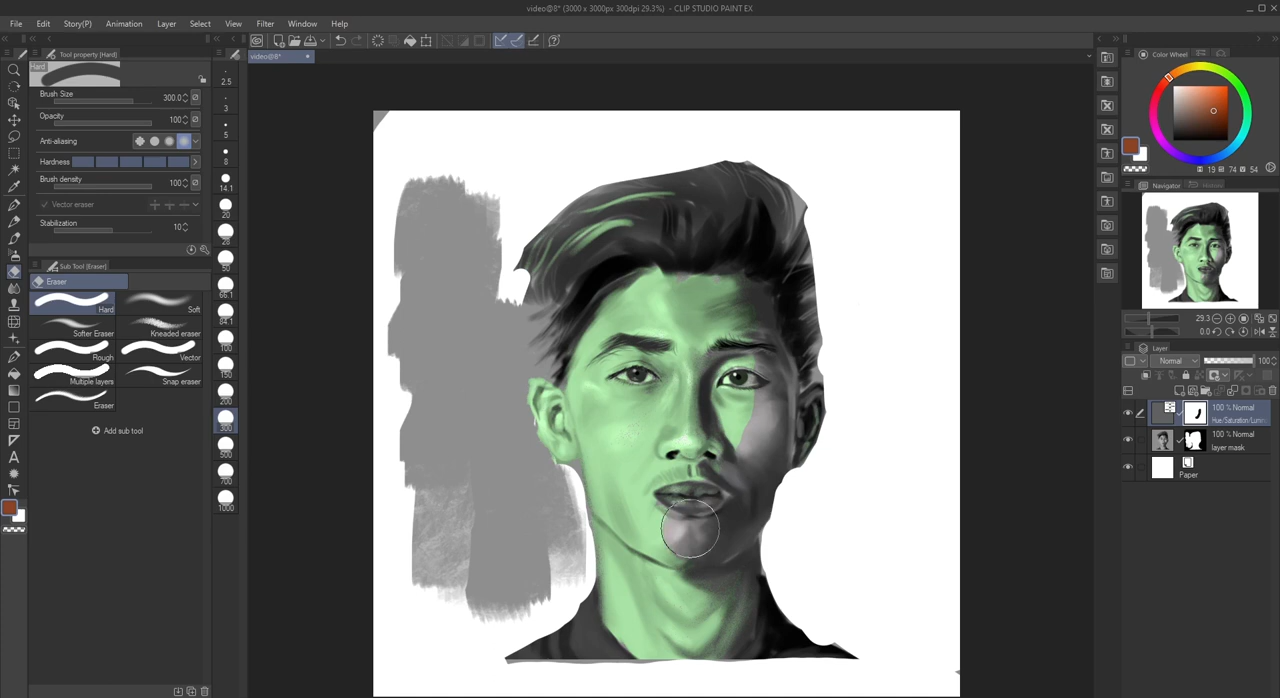 video@8* (3000 x 3000px 300dpi 29.3%) - CLIP STUDIO PAINT EX
File Edit Story(P) Animation Layer Select View Filter Window Help
Tool property [Hard]
video@8*
Hard
Brush Size 300.0
Opacity 100
Anti-aliasing
Hardness
Brush density 100
Vector eraser
Stabilization 10
Sub Tool [Eraser]
Eraser
Hard Soft
Softer Eraser Kneaded eraser
Rough Vector
Multiple layers Snap eraser
Eraser
Add sub tool
2.5
3
5
8
14.1
20
28
50
66.1
84.1
100
150
200
300
500
700
1000
A
Color Wheel
19 74 54
Navigator History
29.3
0.0
Layer
Normal 100
100 % Normal
Hue/Saturation/Lumin
100 % Normal
layer mask
Paper